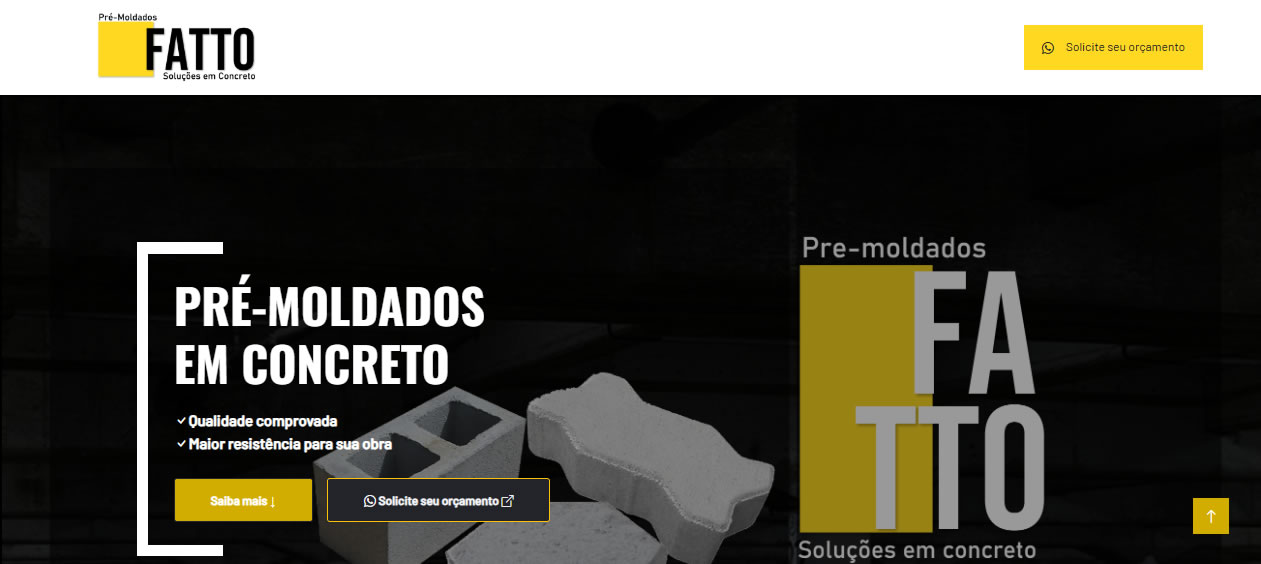 Pré-Moldados
FATTO
Soluções em Concreto
Solicite seu orçamento
PRÉ-MOLDADOS
EM CONCRETO
Qualidade comprovada
Maior resistência para sua obra
Saiba mais ↓
Solicite seu orçamento
Pre-moldados
FA
TTO
Soluções em concreto